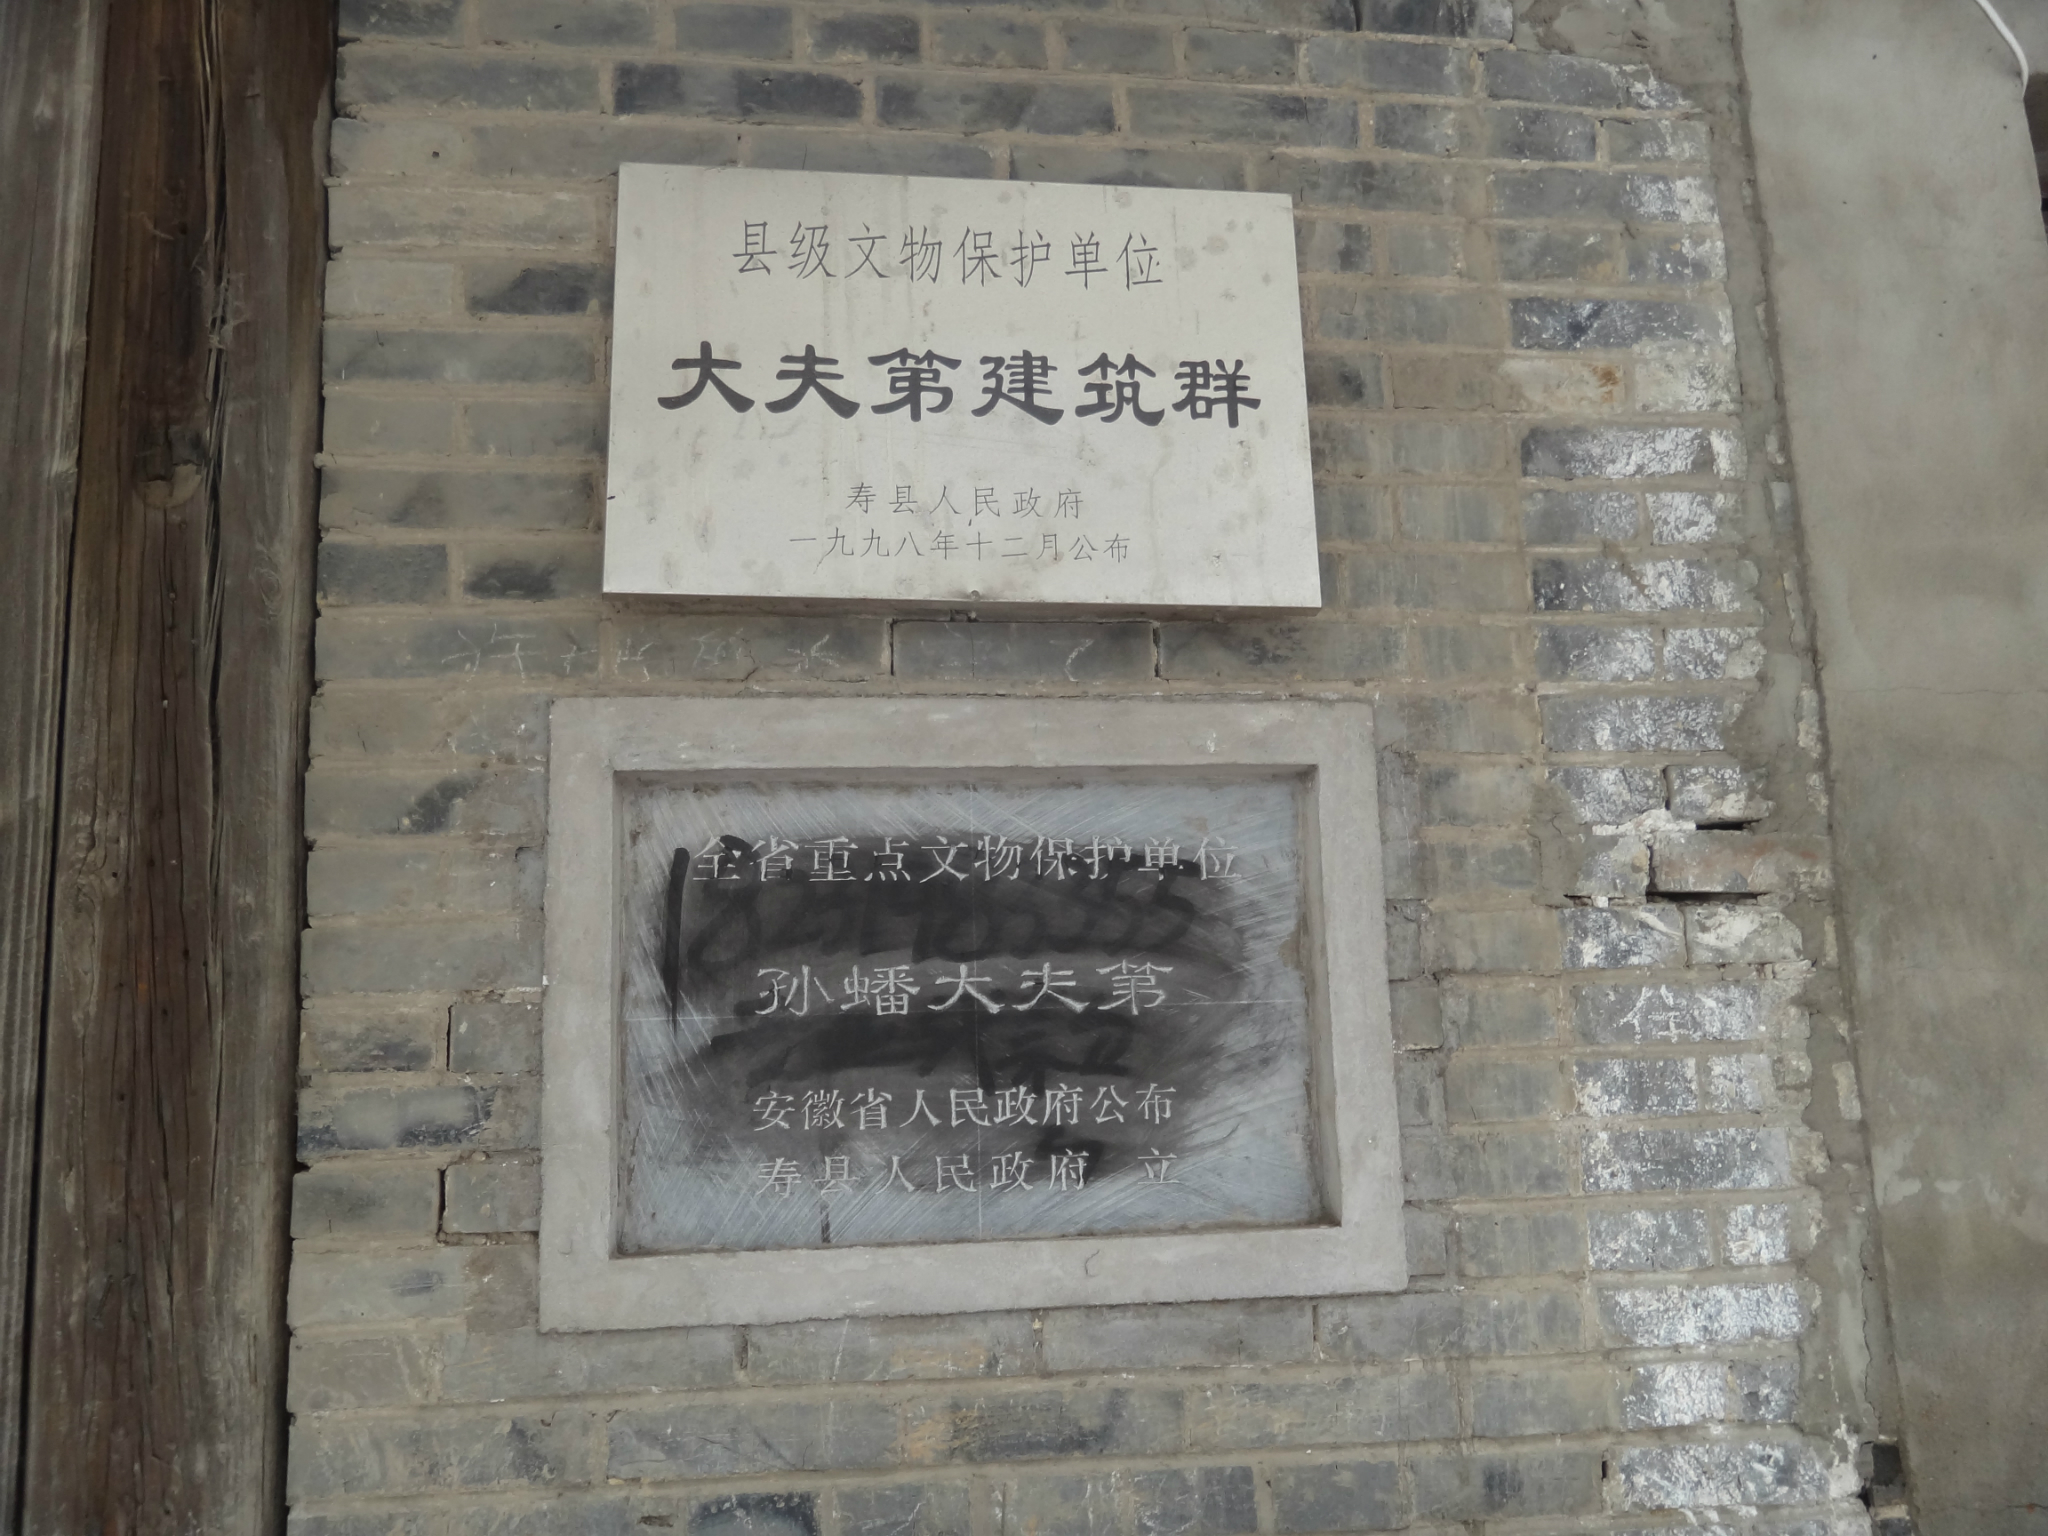 县级文物保护单位
大夫第建筑群
寿县人民政府
一九九八年十二月公布
全省重点文物保护单位
孙蟠大夫第
安徽省人民政府公布
寿县人民政府 立
住